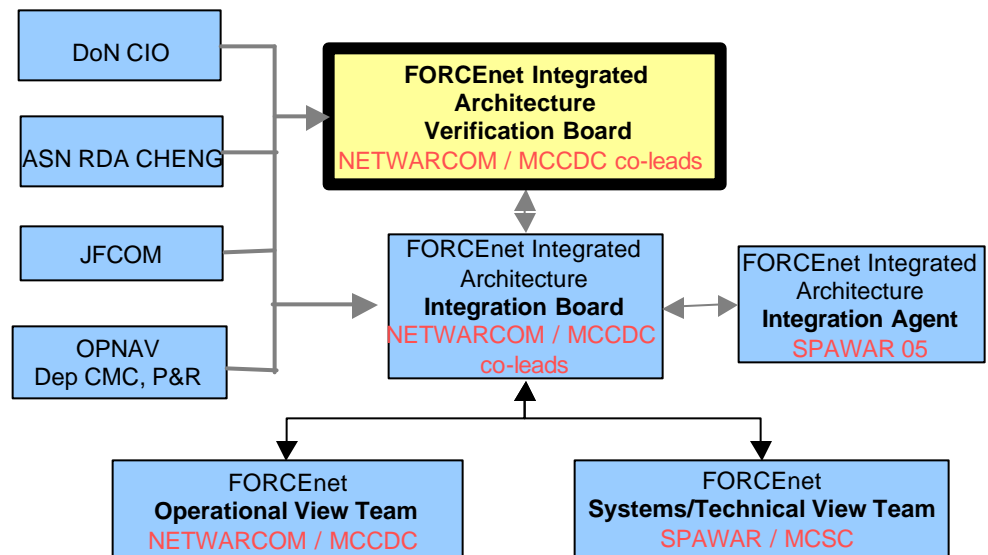 DoN CIO
ASN RDA CHENG
JFCOM
OPNAV
Dep CMC, P&R
FORCEnet Integrated
Architecture
Verification Board
NETWARCOM / MCCDC co-leads
FORCEnet Integrated
Architecture
Integration Board
NETWARCOM / MCCDC
co-leads
FORCEnet Integrated
Architecture
Integration Agent
SPAWAR 05
FORCEnet
Operational View Team
NETWARCOM / MCCDC
FORCEnet
Systems/Technical View Team
SPAWAR / MCSC